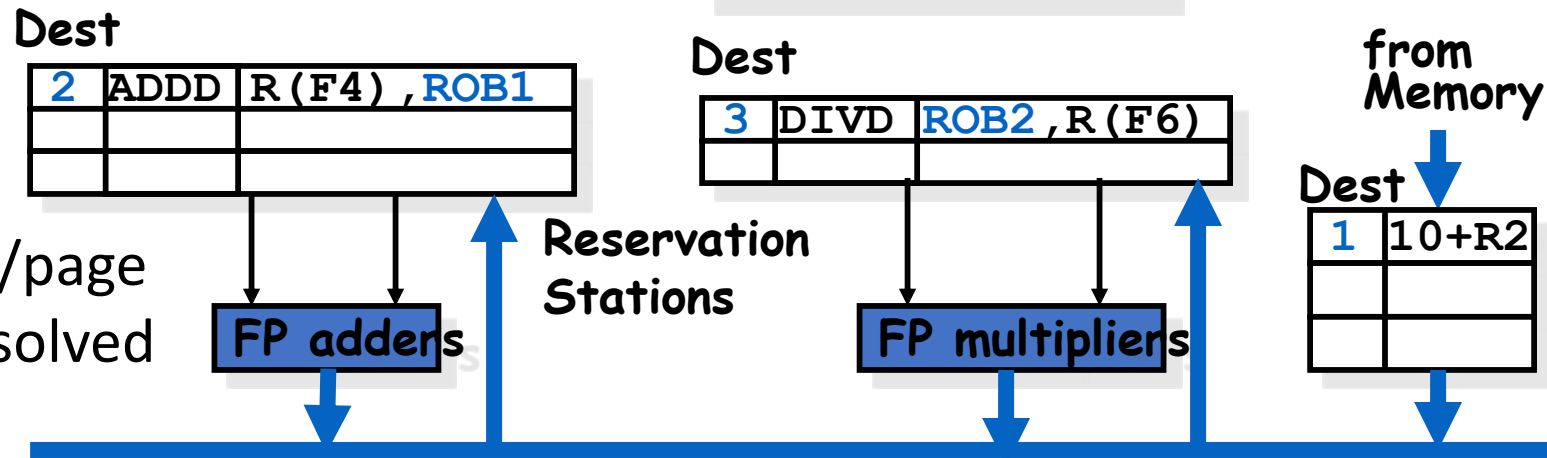 Dest
2 ADDD R(F4),ROB1
Dest
3 DIVD ROB2,R(F6)
from
Memory
Dest
1 10+R2
Reservation
Stations
/page
solved
FP adders
FP multipliers